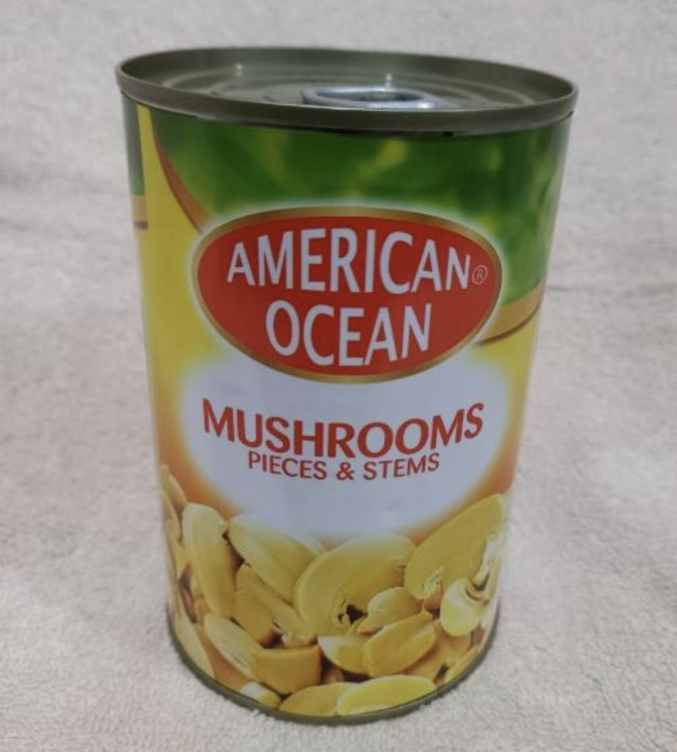 AMERICAN®
OCEAN
MUSHROOMS
PIECES & STEMS